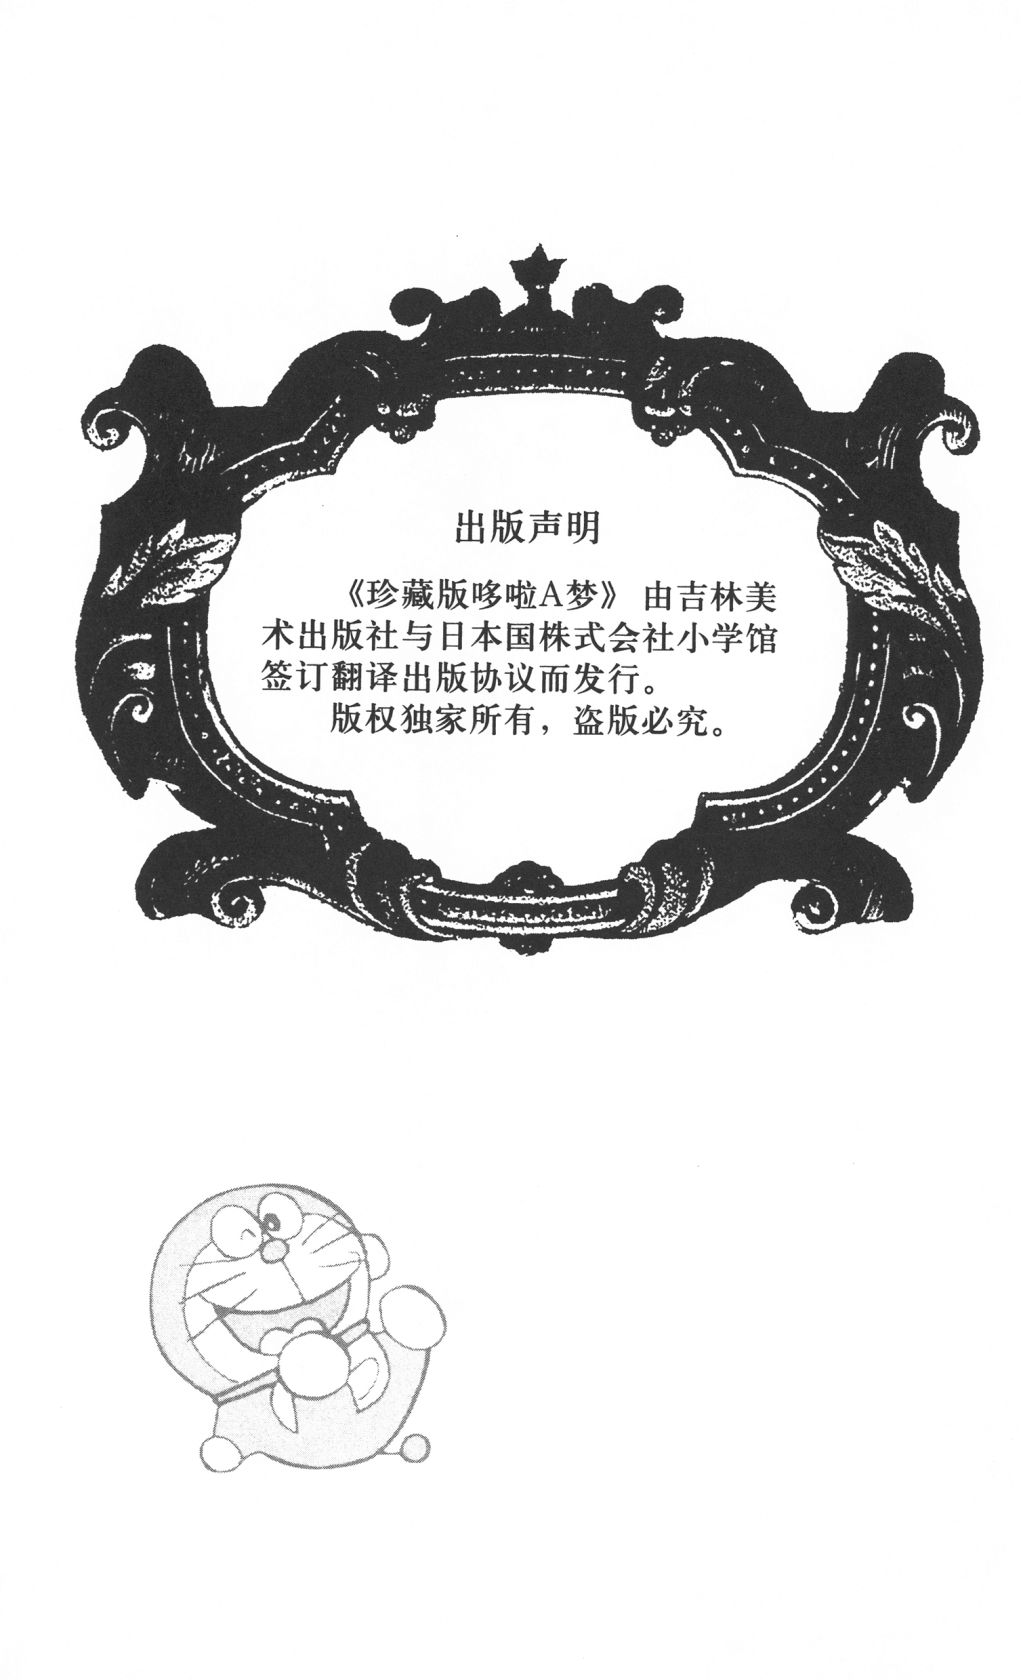 出版声明
《珍藏版哆啦A梦》 由吉林美
术出版社与日本国株式会社小学馆
签订翻译出版协议而发行。
版权独家所有，盗版必究。